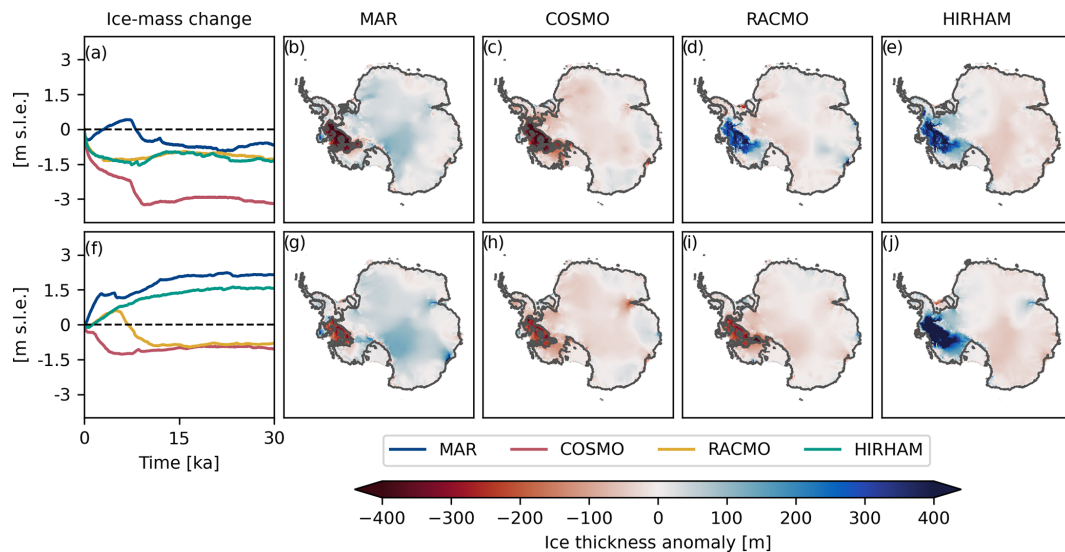 Ice-mass change MAR COSMO RACMO HIRHAM
(a) (b) (c) (d) (e)
3
1.5
0
-1.5
-3
[m s.l.e.]
(f) (g) (h) (i) (j)
3
1.5
0
-1.5
-3
[m s.l.e.]
0 15 30
Time [ka]
MAR COSMO RACMO HIRHAM
−400 −300 −200 −100 0 100 200 300 400
Ice thickness anomaly [m]